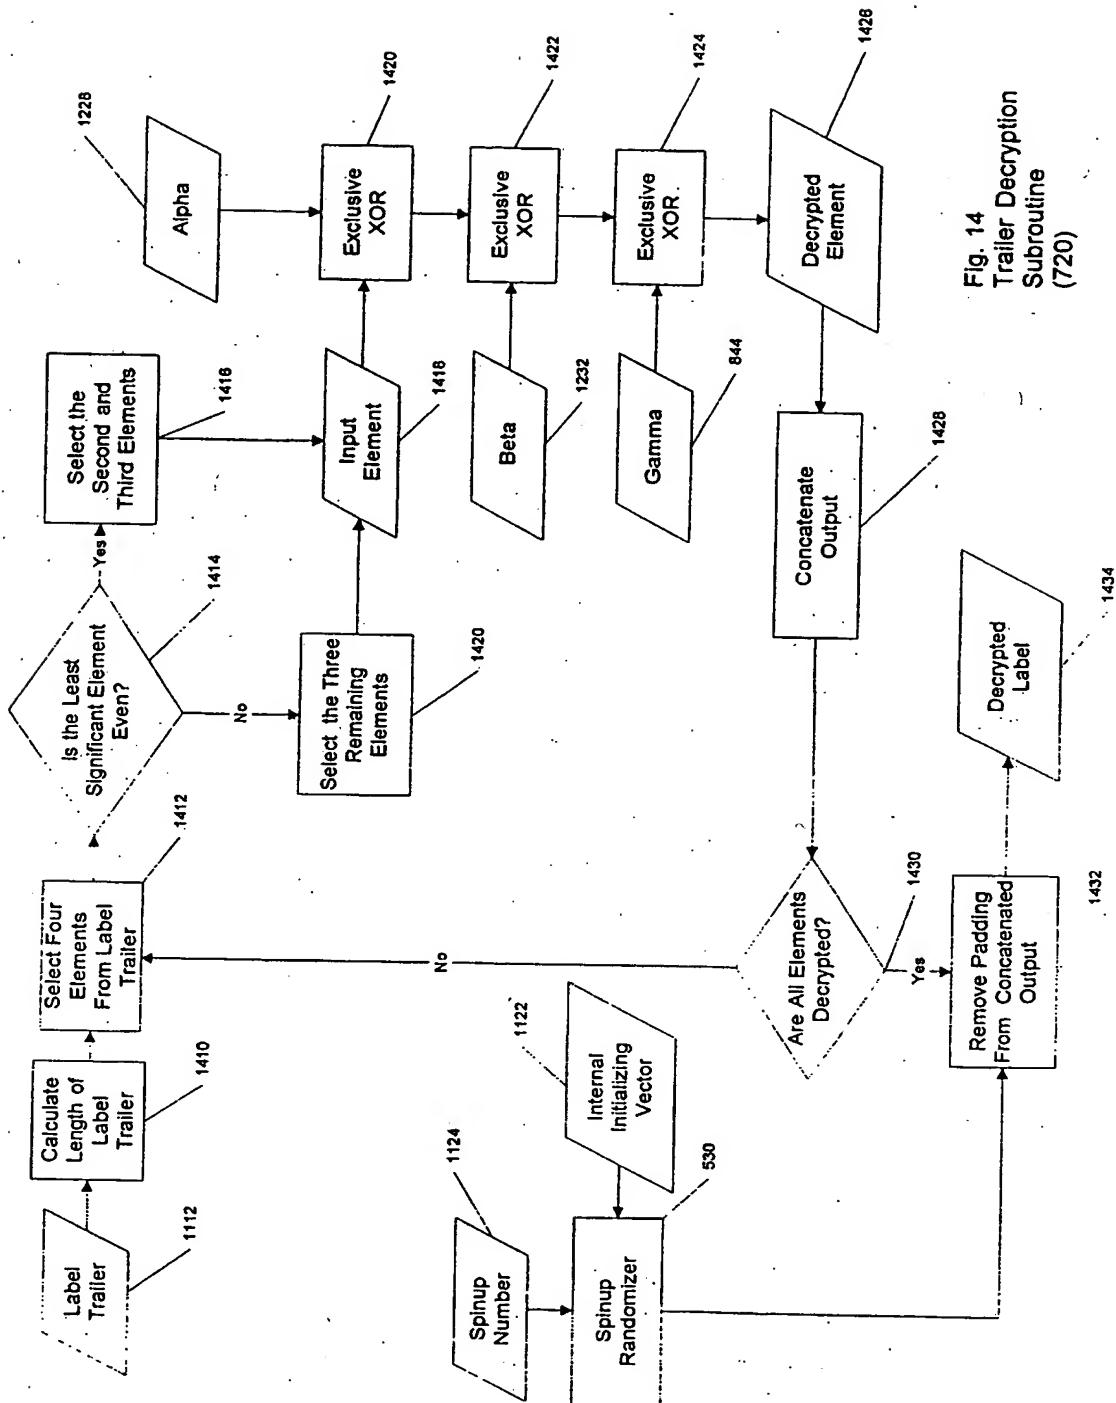 Label
Trailer
1112
Calculate
Length of
Label
Trailer
1410
Select Four
Elements
From Label
Trailer
1412
Is the Least
Significant Element
Even?
1414
Yes
No
Select the
Second and
Third Elements
1416
Select the Three
Remaining
Elements
1420
Input
Element
1418
Alpha
1228
Exclusive
XOR
1420
Beta
1232
Exclusive
XOR
1422
Gamma
844
Exclusive
XOR
1424
Decrypted
Element
1426
Concatenate
Output
1428
Are All Elements
Decrypted?
1430
No
Yes
Spinup
Number
1124
Internal
Initializing
Vector
1122
Spinup
Randomizer
530
Remove Padding
From Concatenated
Output
1432
Decrypted
Label
1434
Fig. 14
Trailer Decryption
Subroutine
(720)